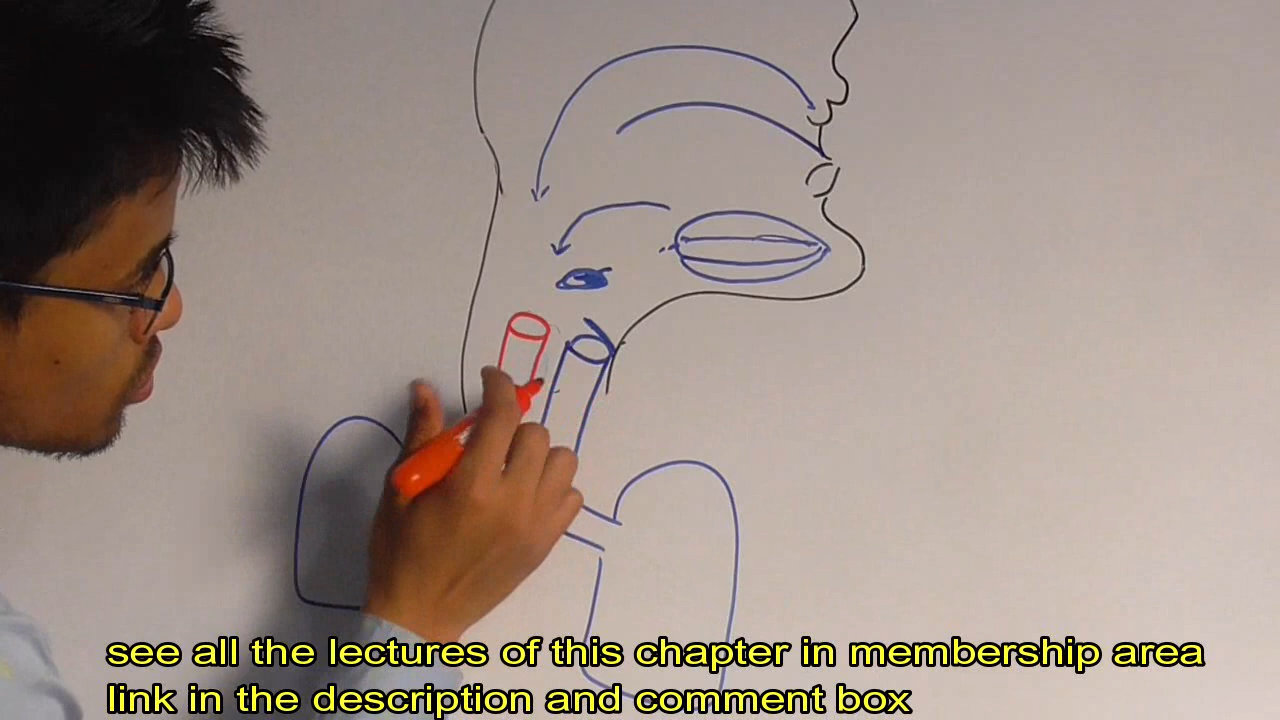 see all the lectures of this chapter in membership area
link in the description and comment box